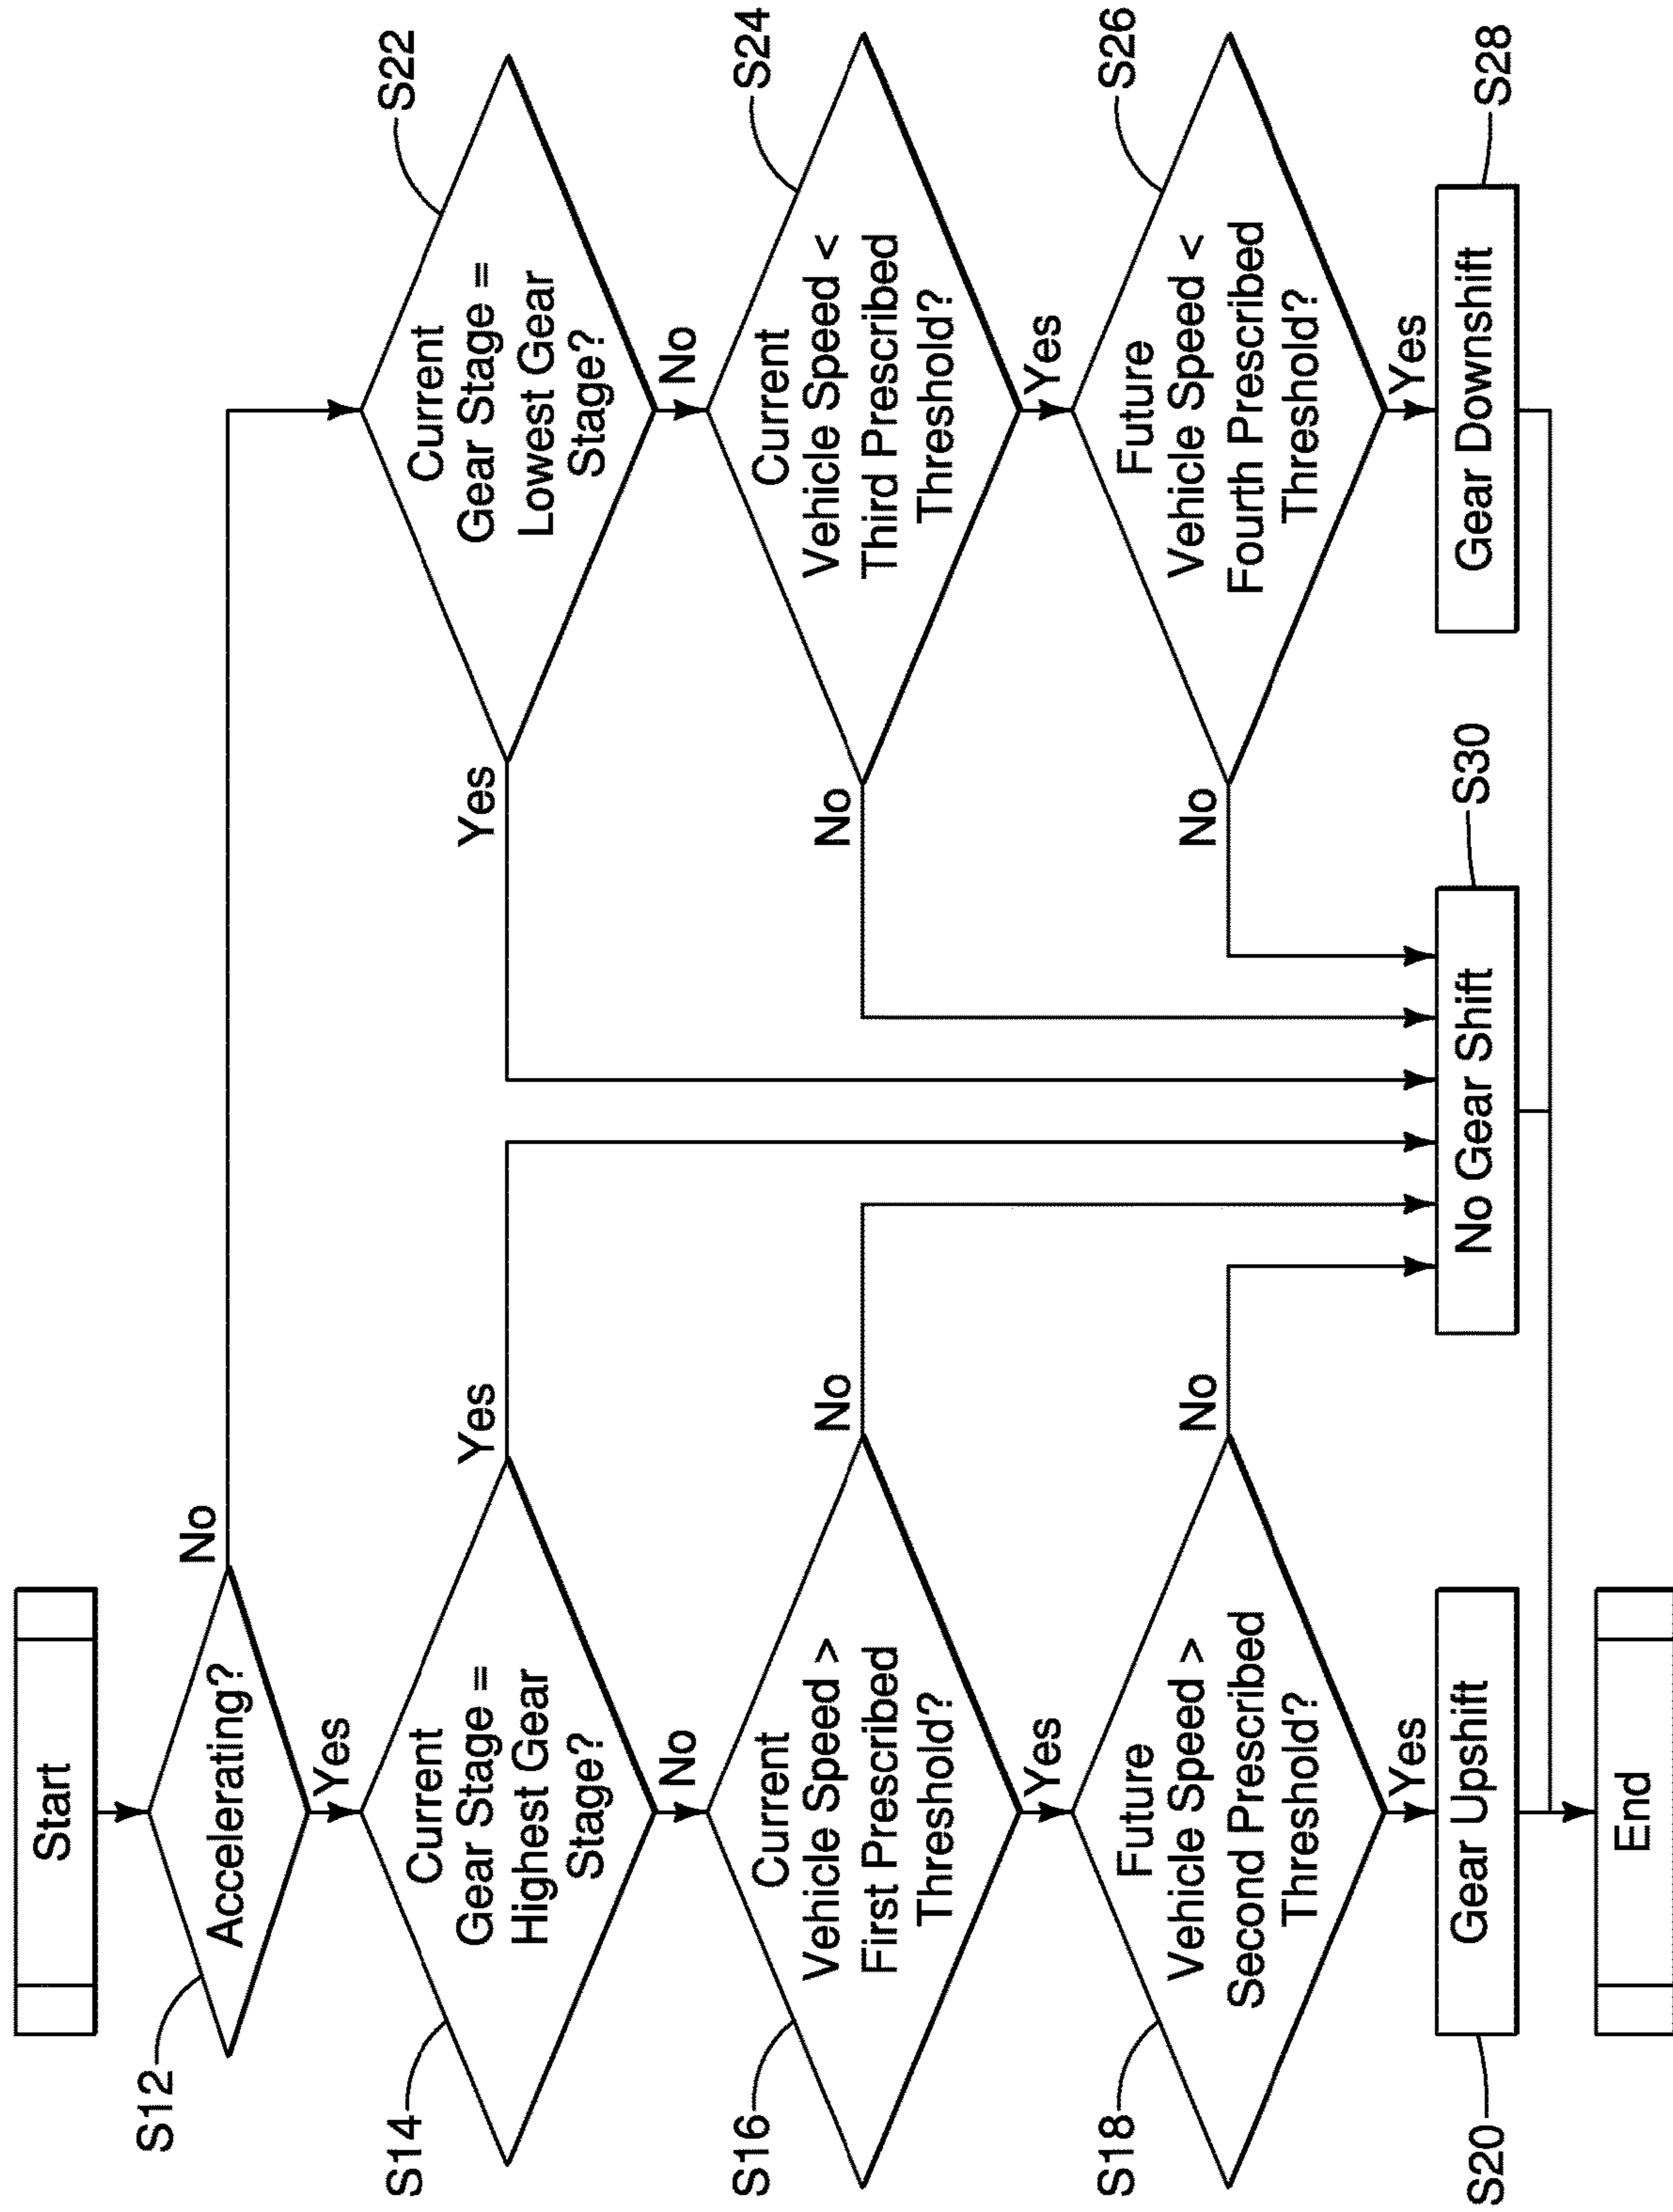 Start
S12
Accelerating?
No
Yes
S14
Current
Gear Stage =
Highest Gear
Stage?
Yes
No
S22
Current
Gear Stage =
Lowest Gear
Stage?
Yes
No
S16
Current
Vehicle Speed >
First Prescribed
Threshold?
No
Yes
S24
Current
Vehicle Speed <
Third Prescribed
Threshold?
No
Yes
S18
Future
Vehicle Speed >
Second Prescribed
Threshold?
No
Yes
S26
Future
Vehicle Speed <
Fourth Prescribed
Threshold?
No
Yes
S20
Gear Upshift
No Gear Shift
S30
Gear Downshift
S28
End